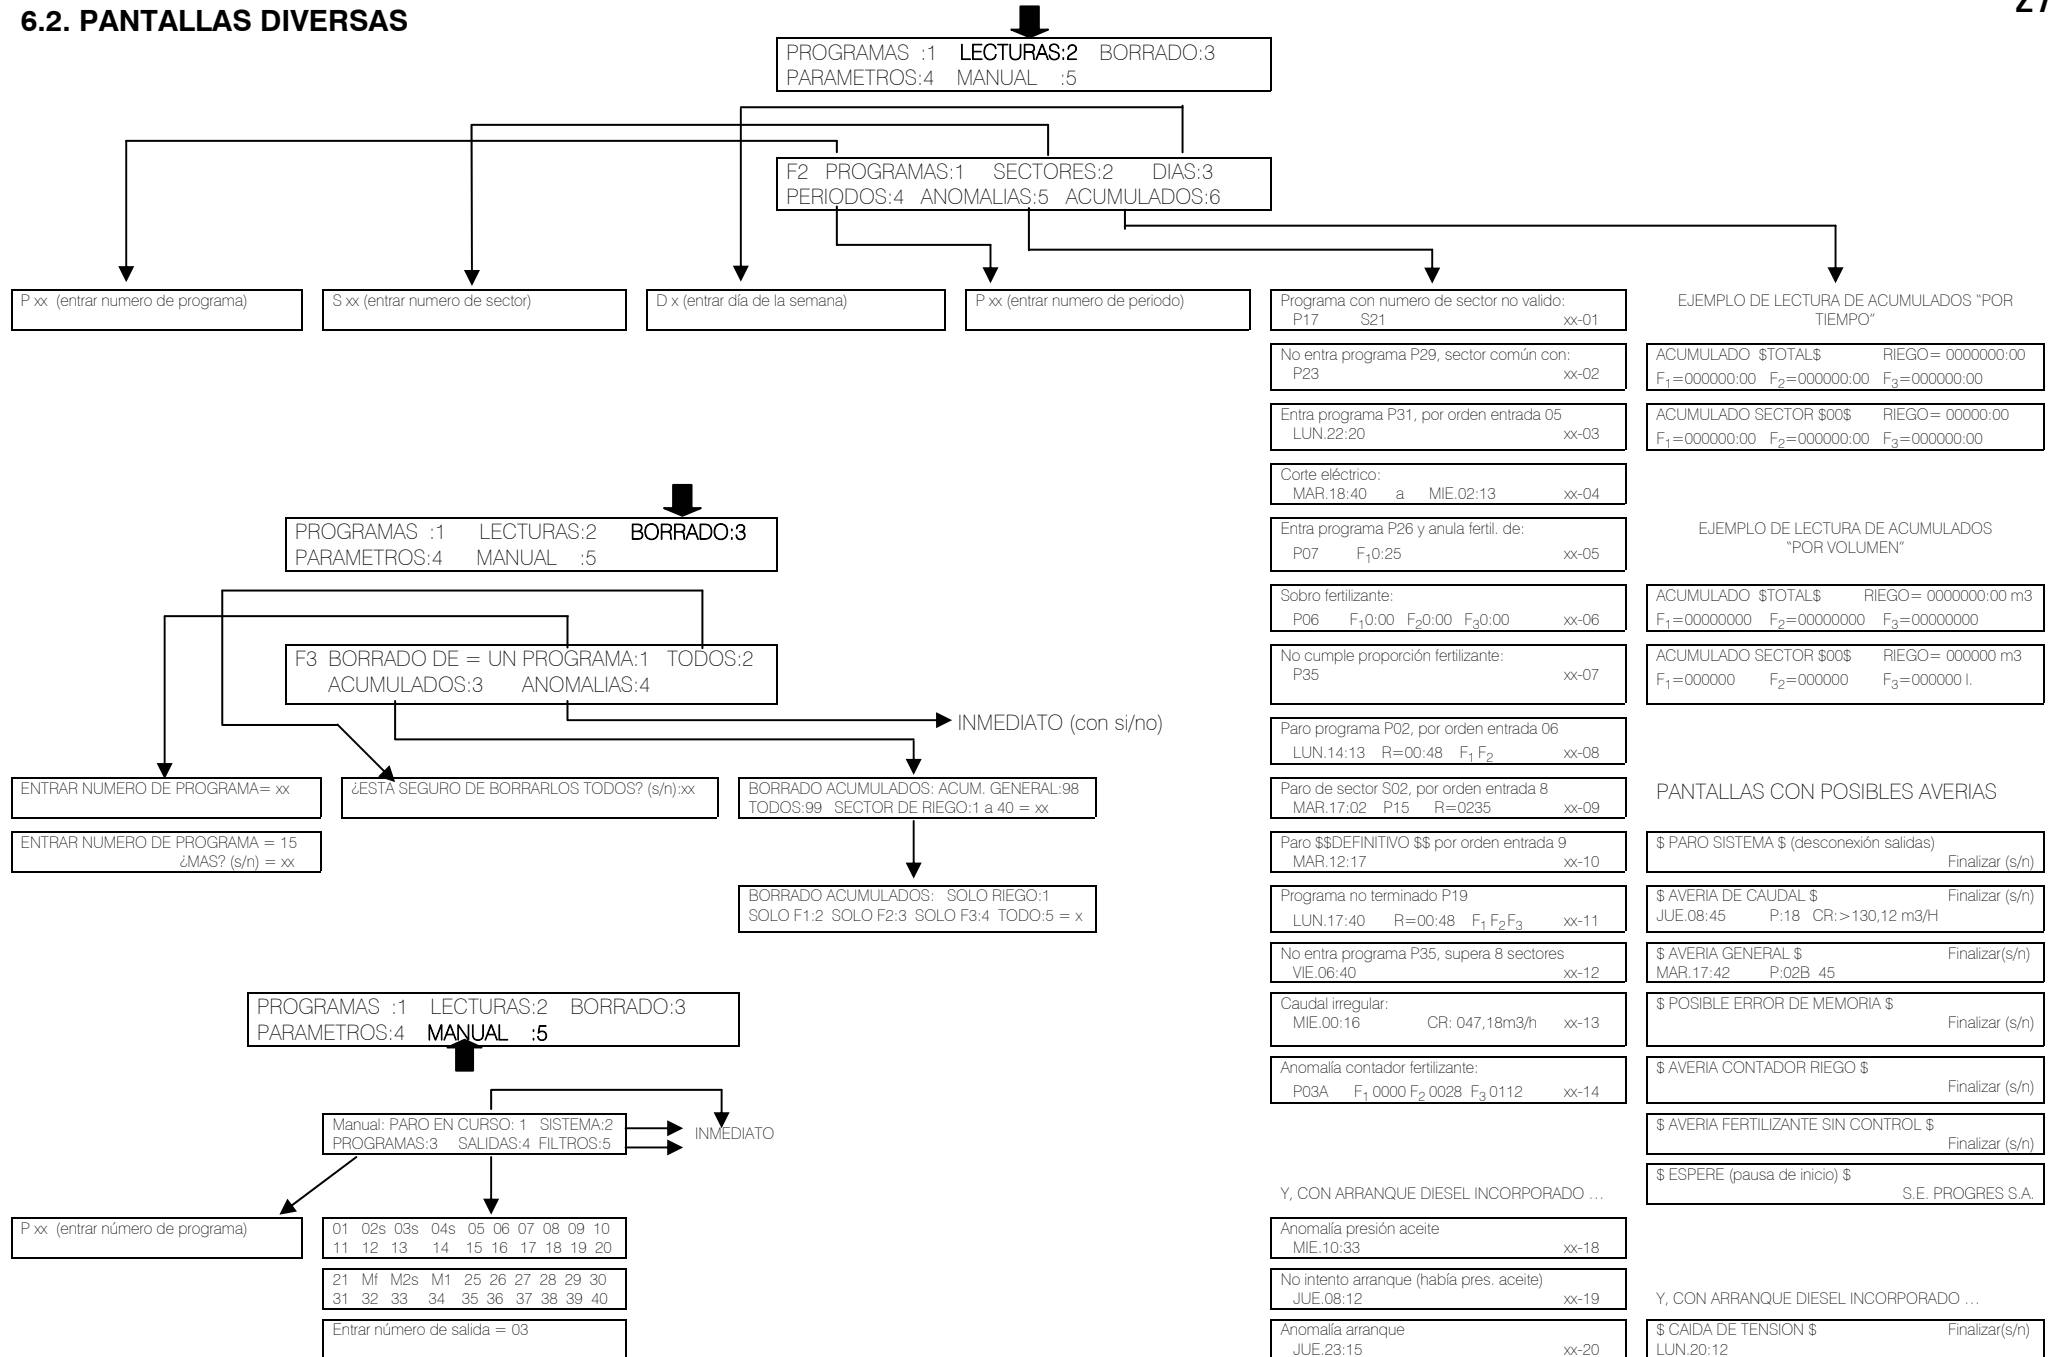 6.2. PANTALLAS DIVERSAS
27
PROGRAMAS :1 LECTURAS:2 BORRADO:3
PARAMETROS:4 MANUAL :5
F2 PROGRAMAS:1 SECTORES:2 DIAS:3
PERIODOS:4 ANOMALIAS:5 ACUMULADOS:6
P xx (entrar numero de programa)
S xx (entrar numero de sector)
D x (entrar día de la semana)
P xx (entrar numero de periodo)
Programa con numero de sector no valido:
P17 S21 xx-01
No entra programa P29, sector común con:
P23 xx-02
Entra programa P31, por orden entrada 05
LUN.22:20 xx-03
Corte eléctrico:
MAR.18:40 a MIE.02:13 xx-04
Entra programa P26 y anula fertil. de:
P07 F10:25 xx-05
Sobro fertilizante:
P06 F10:00 F20:00 F30:00 xx-06
No cumple proporción fertilizante:
P35 xx-07
Paro programa P02, por orden entrada 06
LUN.14:13 R=00:48 F1 F2 xx-08
Paro de sector S02, por orden entrada 8
MAR.17:02 P15 R=0235 xx-09
Paro $$DEFINITIVO $$ por orden entrada 9
MAR.12:17 xx-10
Programa no terminado P19
LUN.17:40 R=00:48 F1 F2 F3 xx-11
No entra programa P35, supera 8 sectores
VIE.06:40 xx-12
Caudal irregular:
MIE.00:16 CR: 047,18m3/h xx-13
Anomalía contador fertilizante:
P03A F1 0000 F2 0028 F3 0112 xx-14
Y, CON ARRANQUE DIESEL INCORPORADO …
Anomalía presión aceite
MIE.10:33 xx-18
No intento arranque (había pres. aceite)
JUE.08:12 xx-19
Anomalía arranque
JUE.23:15 xx-20
EJEMPLO DE LECTURA DE ACUMULADOS “POR
TIEMPO”
ACUMULADO $TOTAL$ RIEGO= 0000000:00
F1=000000:00 F2=000000:00 F3=000000:00
ACUMULADO SECTOR $00$ RIEGO= 00000:00
F1=000000:00 F2=000000:00 F3=000000:00
EJEMPLO DE LECTURA DE ACUMULADOS
“POR VOLUMEN”
ACUMULADO $TOTAL$ RIEGO= 0000000:00 m3
F1=00000000 F2=00000000 F3=00000000
ACUMULADO SECTOR $00$ RIEGO= 000000 m3
F1=000000 F2=000000 F3=000000 l.
PANTALLAS CON POSIBLES AVERIAS
$ PARO SISTEMA $ (desconexión salidas)
Finalizar (s/n)
$ AVERIA DE CAUDAL $ Finalizar (s/n)
JUE.08:45 P:18 CR:>130,12 m3/H
$ AVERIA GENERAL $ Finalizar(s/n)
MAR.17:42 P:02B 45
$ POSIBLE ERROR DE MEMORIA $
Finalizar (s/n)
$ AVERIA CONTADOR RIEGO $
Finalizar (s/n)
$ AVERIA FERTILIZANTE SIN CONTROL $
Finalizar (s/n)
$ ESPERE (pausa de inicio) $
S.E. PROGRES S.A.
Y, CON ARRANQUE DIESEL INCORPORADO …
$ CAIDA DE TENSION $ Finalizar(s/n)
LUN.20:12
PROGRAMAS :1 LECTURAS:2 BORRADO:3
PARAMETROS:4 MANUAL :5
F3 BORRADO DE = UN PROGRAMA:1 TODOS:2
ACUMULADOS:3 ANOMALIAS:4
INMEDIATO (con si/no)
ENTRAR NUMERO DE PROGRAMA= xx
¿ESTA SEGURO DE BORRARLOS TODOS? (s/n):xx
BORRADO ACUMULADOS: ACUM. GENERAL:98
TODOS:99 SECTOR DE RIEGO:1 a 40 = xx
ENTRAR NUMERO DE PROGRAMA = 15
¿MAS? (s/n) = xx
BORRADO ACUMULADOS: SOLO RIEGO:1
SOLO F1:2 SOLO F2:3 SOLO F3:4 TODO:5 = x
PROGRAMAS :1 LECTURAS:2 BORRADO:3
PARAMETROS:4 MANUAL :5
Manual: PARO EN CURSO: 1 SISTEMA:2
PROGRAMAS:3 SALIDAS:4 FILTROS:5
INMEDIATO
P xx (entrar número de programa)
01 02s 03s 04s 05 06 07 08 09 10
11 12 13 14 15 16 17 18 19 20
21 Mf M2s M1 25 26 27 28 29 30
31 32 33 34 35 36 37 38 39 40
Entrar número de salida = 03